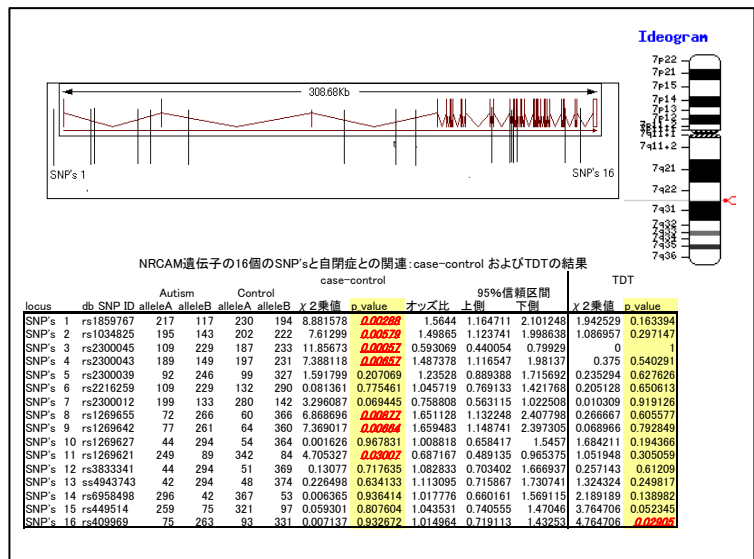 Ideogram
7p22
7p21
7p15
7p14
7p13
7p12
7q11+2
7q21
7q22
7q31
7q32
7q35
7q36
308.68Kb
SNP's 1
SNP's 16
NRCAM遺伝子の16個のSNP'sと自閉症との関連:case-control およびTDTの結果
case-control TDT
Autism Control 95%信頼区間
locus db SNP ID alleleA alleleB alleleA alleleB χ2乗値 p value オッズ比 上側 下側 χ2乗値 p value
SNP's 1 rs1859767 217 117 230 194 8.881578 0.00288 1.5644 1.164711 2.101248 1.942529 0.163394
SNP's 2 rs1034825 195 143 202 222 7.61299 0.00579 1.49865 1.123741 1.998638 1.086957 0.297147
SNP's 3 rs2300045 109 229 187 233 11.85673 0.00057 0.593069 0.440054 0.79929 0 1
SNP's 4 rs2300043 189 149 197 231 7.388118 0.00657 1.487378 1.116547 1.98137 0.375 0.540291
SNP's 5 rs2300039 92 246 99 327 1.591799 0.207069 1.23528 0.889388 1.715692 0.235294 0.627626
SNP's 6 rs2216259 109 229 132 290 0.081361 0.775461 1.045719 0.769133 1.421768 0.205128 0.650613
SNP's 7 rs2300012 199 133 280 142 3.296087 0.069445 0.758808 0.563115 1.022508 0.010309 0.919126
SNP's 8 rs1269655 72 266 60 366 6.868696 0.00877 1.651128 1.132248 2.407798 0.266667 0.605577
SNP's 9 rs1269642 77 261 64 360 7.369017 0.00664 1.659483 1.148741 2.397305 0.068966 0.792849
SNP's 10 rs1269627 44 294 54 364 0.001626 0.967831 1.008818 0.658417 1.5457 1.684211 0.194366
SNP's 11 rs1269621 249 89 342 84 4.705327 0.03007 0.687167 0.489135 0.965375 1.051948 0.305059
SNP's 12 rs3833341 44 294 51 369 0.13077 0.717635 1.082833 0.703402 1.666937 0.257143 0.61209
SNP's 13 ss4943743 42 294 48 374 0.226498 0.634133 1.113095 0.715867 1.730741 1.324324 0.249817
SNP's 14 rs6958498 296 42 367 53 0.006365 0.936414 1.017776 0.660161 1.569115 2.189189 0.138982
SNP's 15 rs449514 259 75 321 97 0.059301 0.807604 1.043531 0.740555 1.47046 3.764706 0.052345
SNP's 16 rs409969 75 263 93 331 0.007137 0.932672 1.014964 0.719113 1.43253 4.764706 0.02905